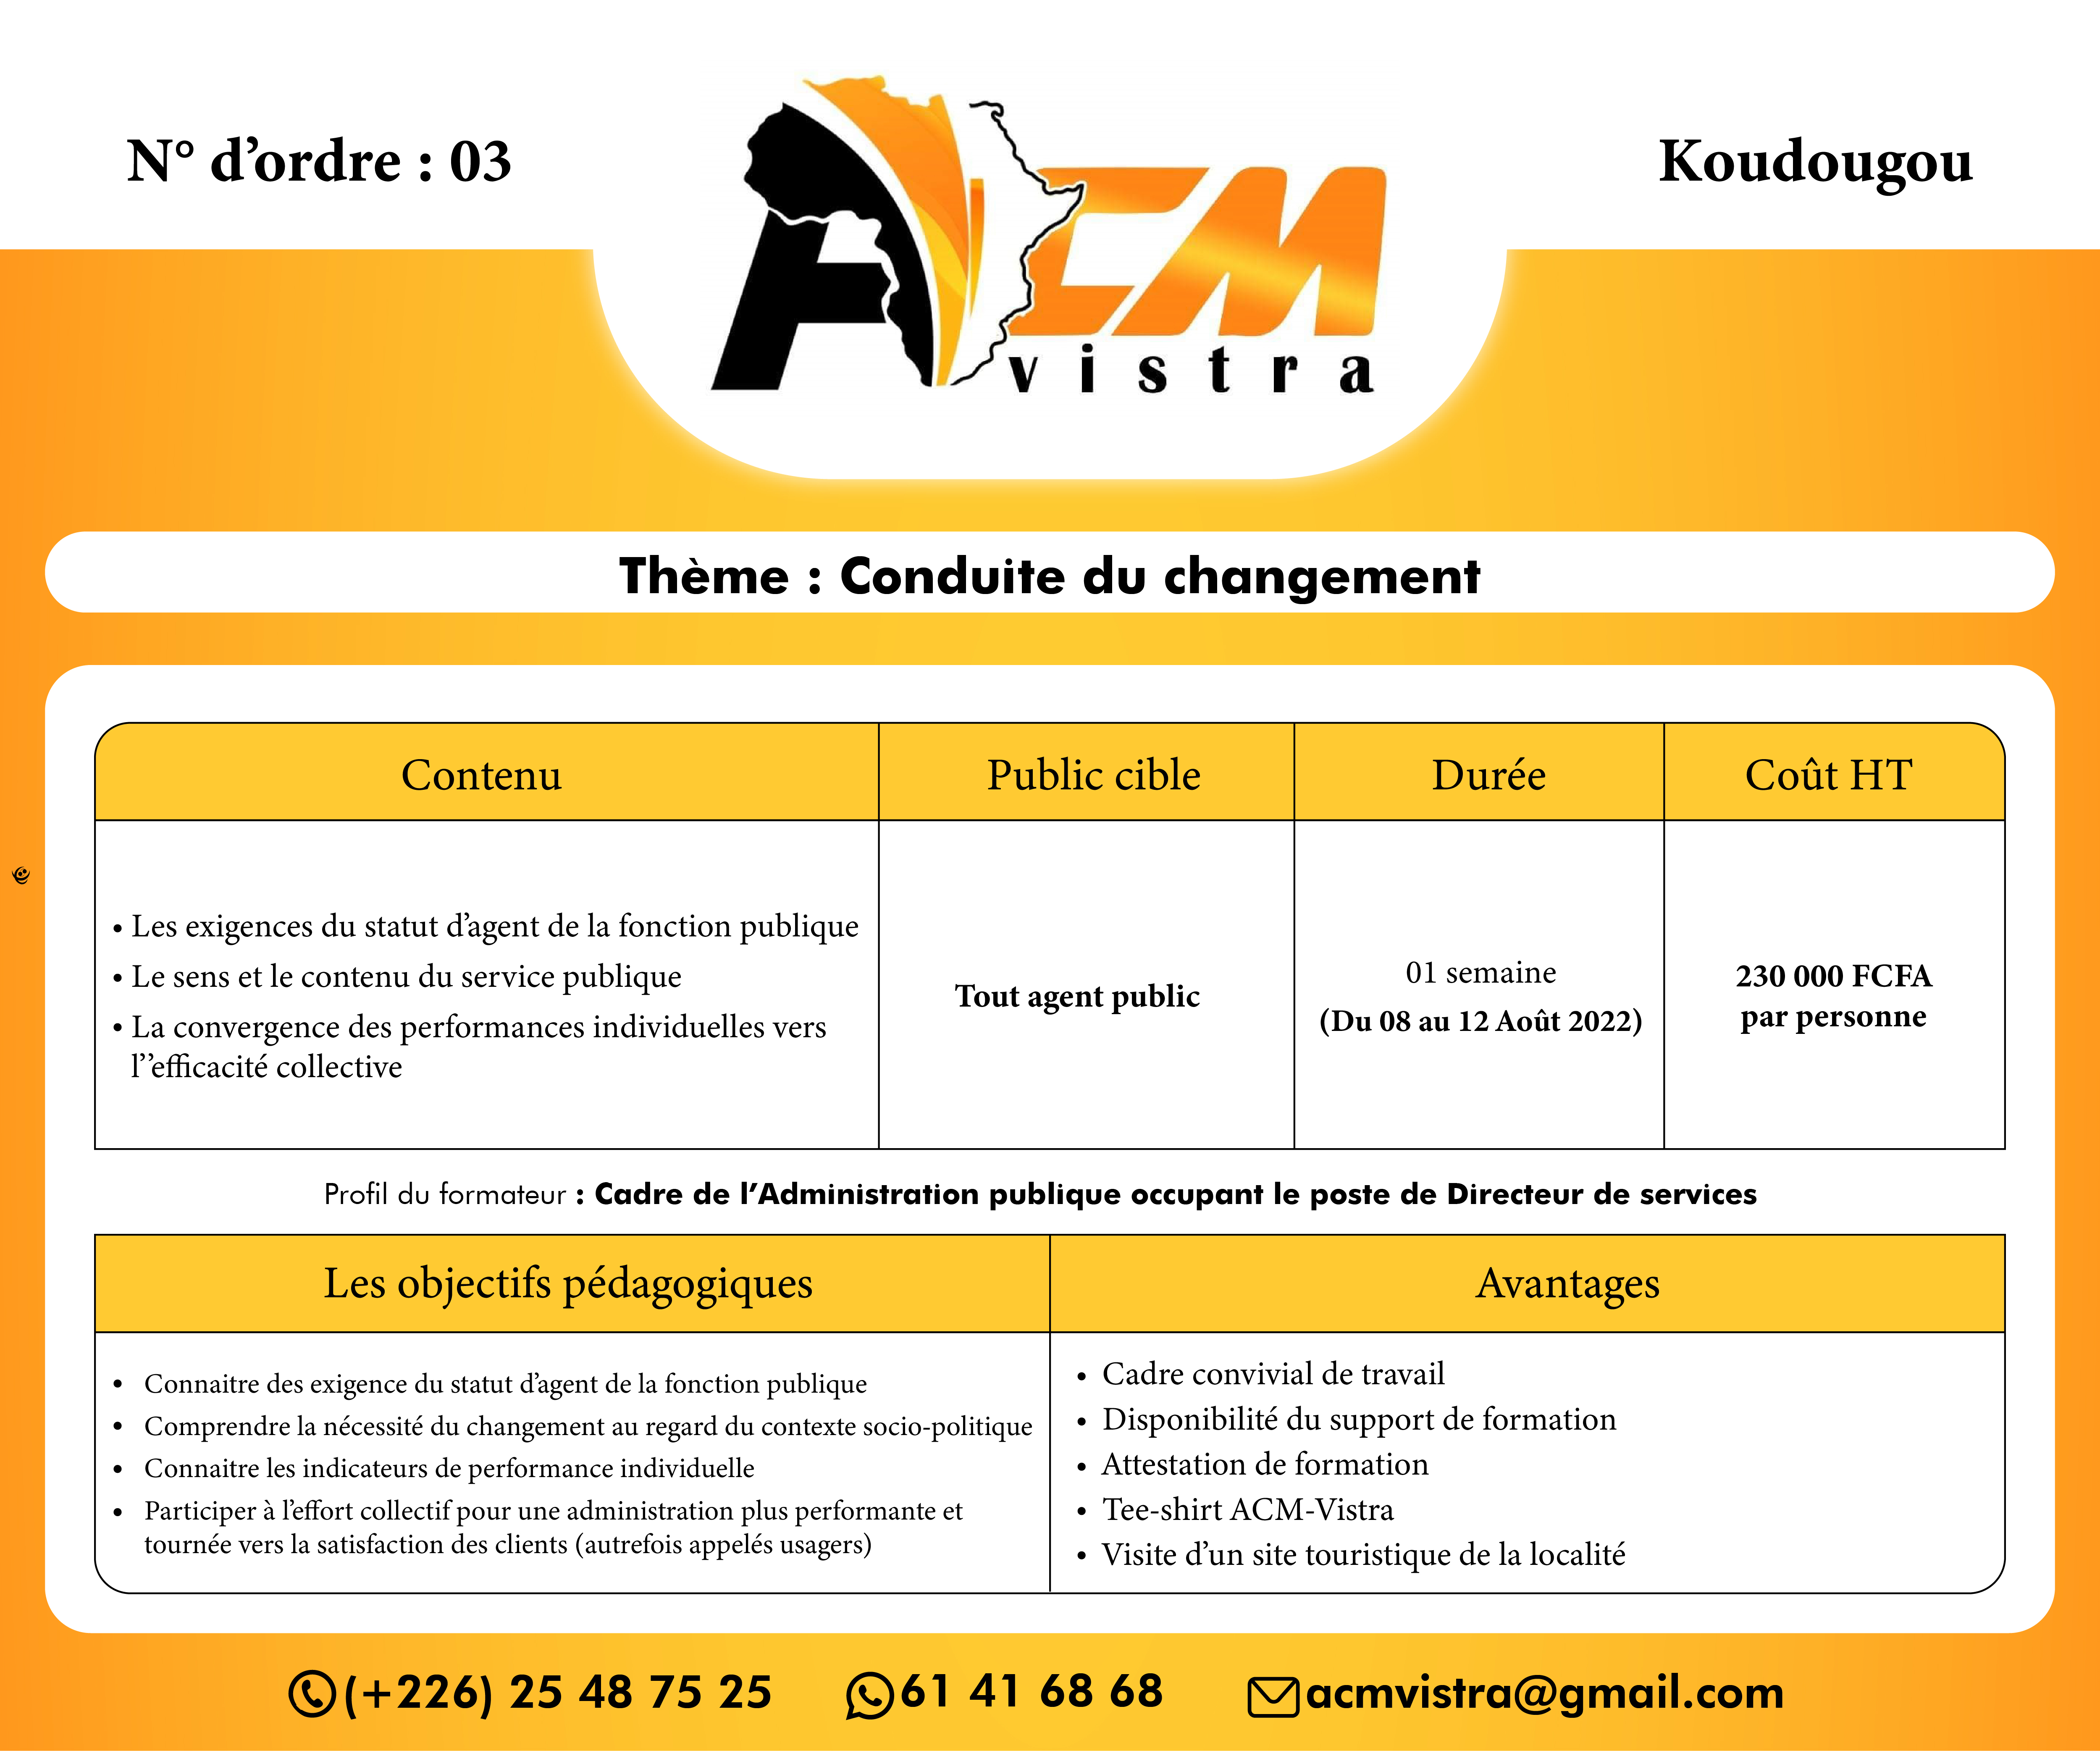 N° d’ordre : 03
ACM
vistra
Koudougou
Thème : Conduite du changement
Contenu
Public cible
Durée
Coût HT
• Les exigences du statut d’agent de la fonction publique
• Le sens et le contenu du service publique
• La convergence des performances individuelles vers
l’’efficacité collective
Tout agent public
01 semaine
(Du 08 au 12 Août 2022)
230 000 FCFA
par personne
Profil du formateur : Cadre de l’Administration publique occupant le poste de Directeur de services
Les objectifs pédagogiques
Avantages
• Connaitre des exigence du statut d’agent de la fonction publique
• Comprendre la nécessité du changement au regard du contexte socio-politique
• Connaitre les indicateurs de performance individuelle
• Participer à l’effort collectif pour une administration plus performante et
tournée vers la satisfaction des clients (autrefois appelés usagers)
• Cadre convivial de travail
• Disponibilité du support de formation
• Attestation de formation
• Tee-shirt ACM-Vistra
• Visite d’un site touristique de la localité
(+226) 25 48 75 25
61 41 68 68
acmvistra@gmail.com